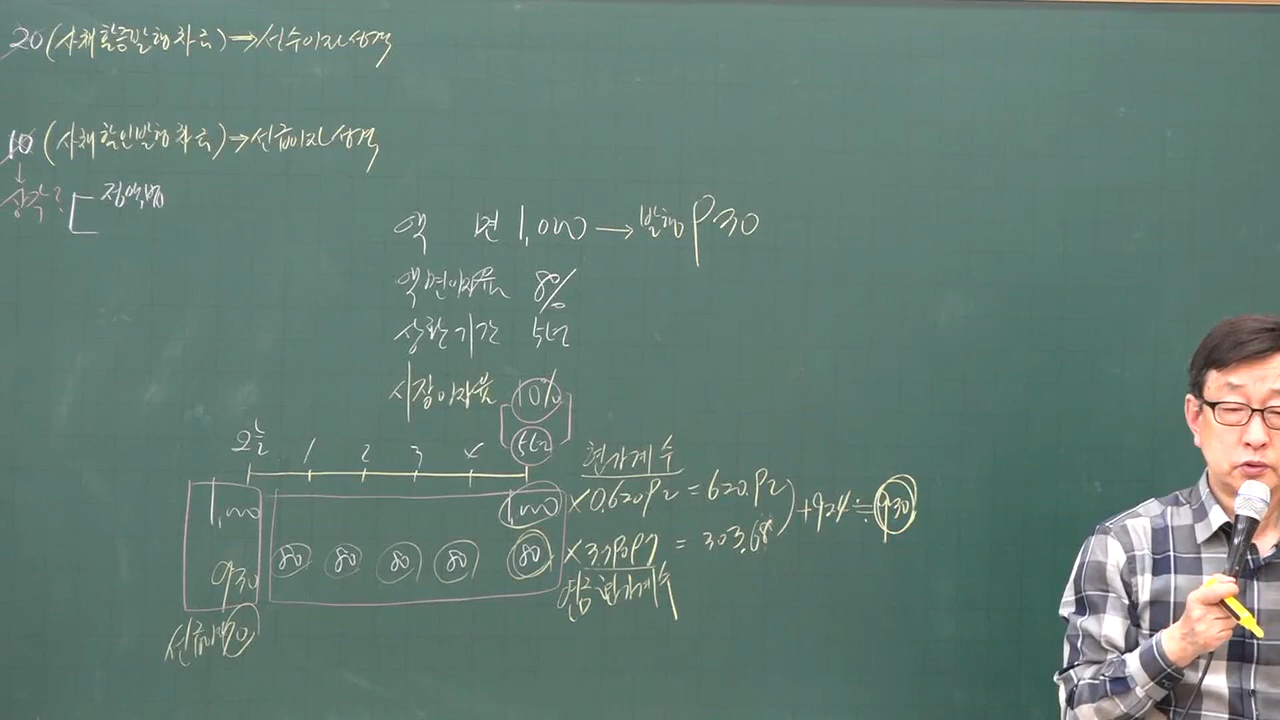 20 (사채할증발행차금) → 선수이자 성격
10 (사채할인발행차금) → 선급이자 성격
↓
상각? 정액법
액 면 1,000 → 발행 930
액면이자율 8%
상환기간 5년
시장이자율 10%
5년
오늘 1 2 3 4
현가계수
1,000 1,000 × 0.62092 = 620.92
+ 924 ≒ 930
930 80 80 80 80 80 × 3.79079 = 303.68
연금현가계수
선급이자 70